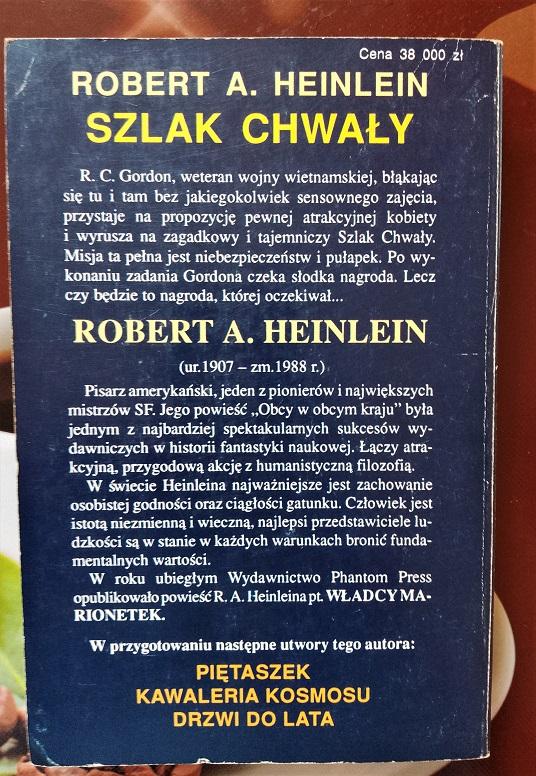 Cena 38 000 zł
ROBERT A. HEINLEIN
SZLAK CHWAŁY
R. C. Gordon, weteran wojny wietnamskiej, błąkając
się tu i tam bez jakiegokolwiek sensownego zajęcia,
przystaje na propozycję pewnej atrakcyjnej kobiety
i wyrusza na zagadkowy i tajemniczy Szlak Chwały.
Misja ta pełna jest niebezpieczeństw i pułapek. Po wy-
konaniu zadania Gordona czeka słodka nagroda. Lecz
czy będzie to nagroda, której oczekiwał...
ROBERT A. HEINLEIN
(ur.1907 – zm.1988 r.)
Pisarz amerykański, jeden z pionierów i największych
mistrzów SF. Jego powieść „Obcy w obcym kraju” była
jednym z najbardziej spektakularnych sukcesów wy-
dawniczych w historii fantastyki naukowej. Łączy atra-
kcyjną, przygodową akcję z humanistyczną filozofią.
W świecie Heinleina najważniejsze jest zachowanie
osobistej godności oraz ciągłości gatunku. Człowiek jest
istotą niezmienną i wieczną, najlepsi przedstawiciele lu-
dzkości są w stanie w każdych warunkach bronić funda-
mentalnych wartości.
W roku ubiegłym Wydawnictwo Phantom Press
opublikowało powieść R. A. Heinleina pt. WŁADCY MA-
RIONETEK.
W przygotowaniu następne utwory tego autora:
PIĘTASZEK
KAWALERIA KOSMOSU
DRZWI DO LATA